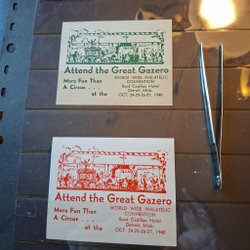 Attend the Great Gazero
More Fun Than
A Circus . . .
at the
WORLD WIDE PHILATELIC
CONVENTION
Book Cadillac Hotel
Detroit, Mich.
OCT. 24-25-26-27, 1940
Attend the Great Gazero
More Fun Than
A Circus . . .
at the
WORLD WIDE PHILATELIC
CONVENTION
Book Cadillac Hotel
Detroit, Mich.
OCT. 24-25-26-27, 1940